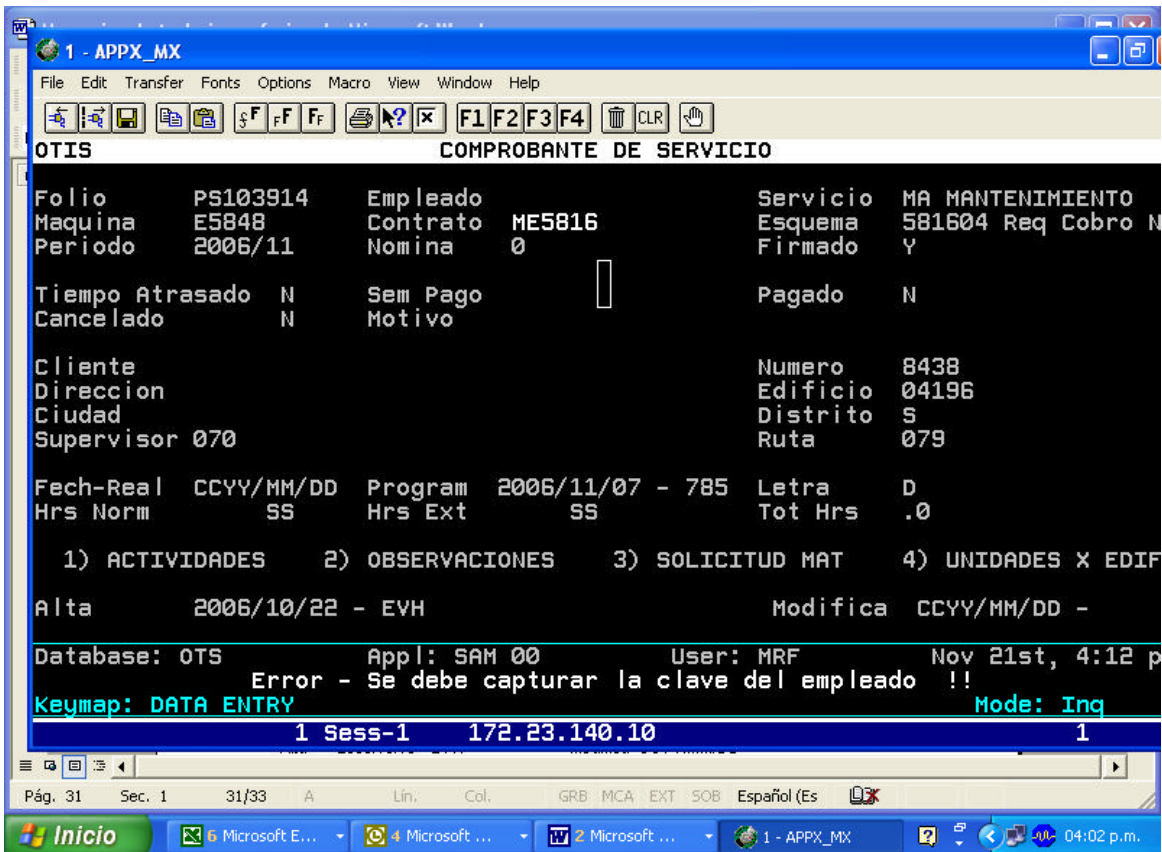 1 - APPX_MX
File Edit Transfer Fonts Options Macro View Window Help
F1 F2 F3 F4 CLR
OTIS COMPROBANTE DE SERVICIO
Folio PS103914 Empleado Servicio MA MANTENIMIENTO
Maquina E5848 Contrato ME5816 Esquema 581604 Req Cobro N
Periodo 2006/11 Nomina 0 Firmado Y
Tiempo Atrasado N Sem Pago Pagado N
Cancelado N Motivo
Cliente Numero 8438
Direccion Edificio 04196
Ciudad Distrito S
Supervisor 070 Ruta 079
Fech-Real CCYY/MM/DD Program 2006/11/07 - 785 Letra D
Hrs Norm SS Hrs Ext SS Tot Hrs .0
1) ACTIVIDADES 2) OBSERVACIONES 3) SOLICITUD MAT 4) UNIDADES X EDIF
Alta 2006/10/22 - EVH Modifica CCYY/MM/DD -
Database: OTS Appl: SAM 00 User: MRF Nov 21st, 4:12 p
Error - Se debe capturar la clave del empleado !!
Keymap: DATA ENTRY Mode: Inq
1 Sess-1 172.23.140.10 1
Pág. 31 Sec. 1 31/33 A Lín. Col. GRB MCA EXT SOB Español (Es
Inicio 6 Microsoft E... 4 Microsoft ... 2 Microsoft ... 1 - APPX_MX 04:02 p.m.